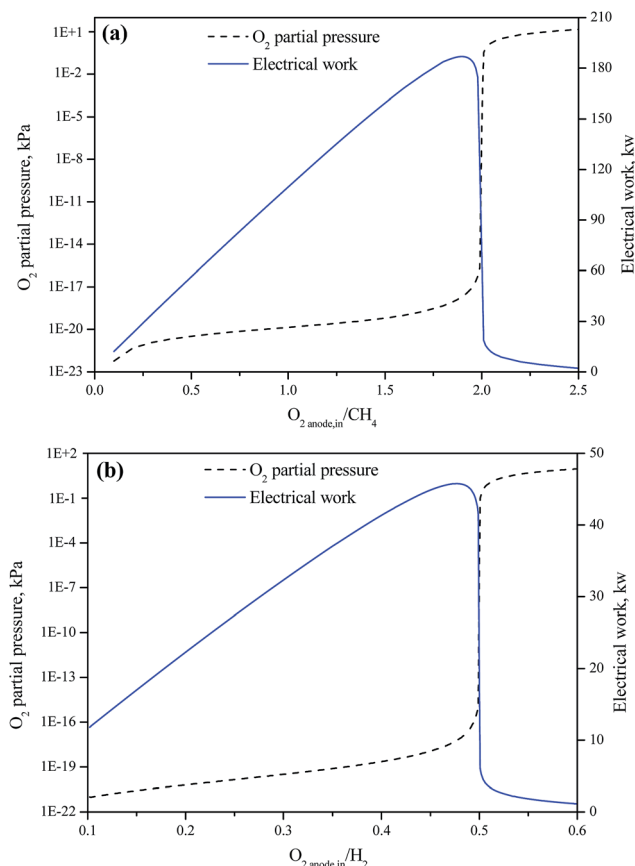 (a)
O₂ partial pressure
Electrical work
1E+1
1E-2
1E-5
1E-8
1E-11
1E-14
1E-17
1E-20
1E-23
O₂ partial pressure, kPa
210
180
150
120
90
60
30
0
Electrical work, kw
0.0 0.5 1.0 1.5 2.0 2.5
O₂ anode,in/CH₄
(b)
O₂ partial pressure
Electrical work
1E+2
1E-1
1E-4
1E-7
1E-10
1E-13
1E-16
1E-19
1E-22
O₂ partial pressure, kPa
50
40
30
20
10
0
Electrical work, kw
0.1 0.2 0.3 0.4 0.5 0.6
O₂ anode,in/H₂